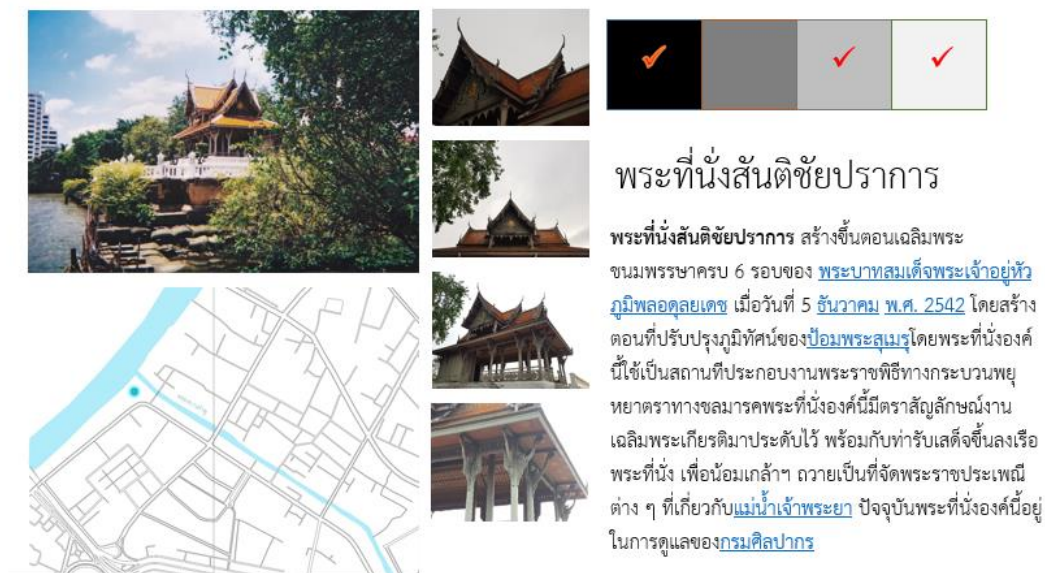 พระที่นั่งสันติชัยปราการ
พระที่นั่งสันติชัยปราการ สร้างขึ้นตอนเฉลิมพระ
ชนมพรรษาครบ 6 รอบของ พระบาทสมเด็จพระเจ้าอยู่หัว
ภูมิพลอดุลยเดช เมื่อวันที่ 5 ธันวาคม พ.ศ. 2542 โดยสร้าง
ตอนที่ปรับปรุงภูมิทัศน์ของป้อมพระสุเมรุโดยพระที่นั่งองค์
นี้ใช้เป็นสถานทีประกอบงานพระราชพิธีทางกระบวนพยุ
หยาตราทางชลมารคพระที่นั่งองค์นี้มีตราสัญลักษณ์งาน
เฉลิมพระเกียรติมาประดับไว้ พร้อมกับท่ารับเสด็จขึ้นลงเรือ
พระที่นั่ง เพื่อน้อมเกล้าฯ ถวายเป็นที่จัดพระราชประเพณี
ต่าง ๆ ที่เกี่ยวกับแม่น้ำเจ้าพระยา ปัจจุบันพระที่นั่งองค์นี้อยู่
ในการดูแลของกรมศิลปากร